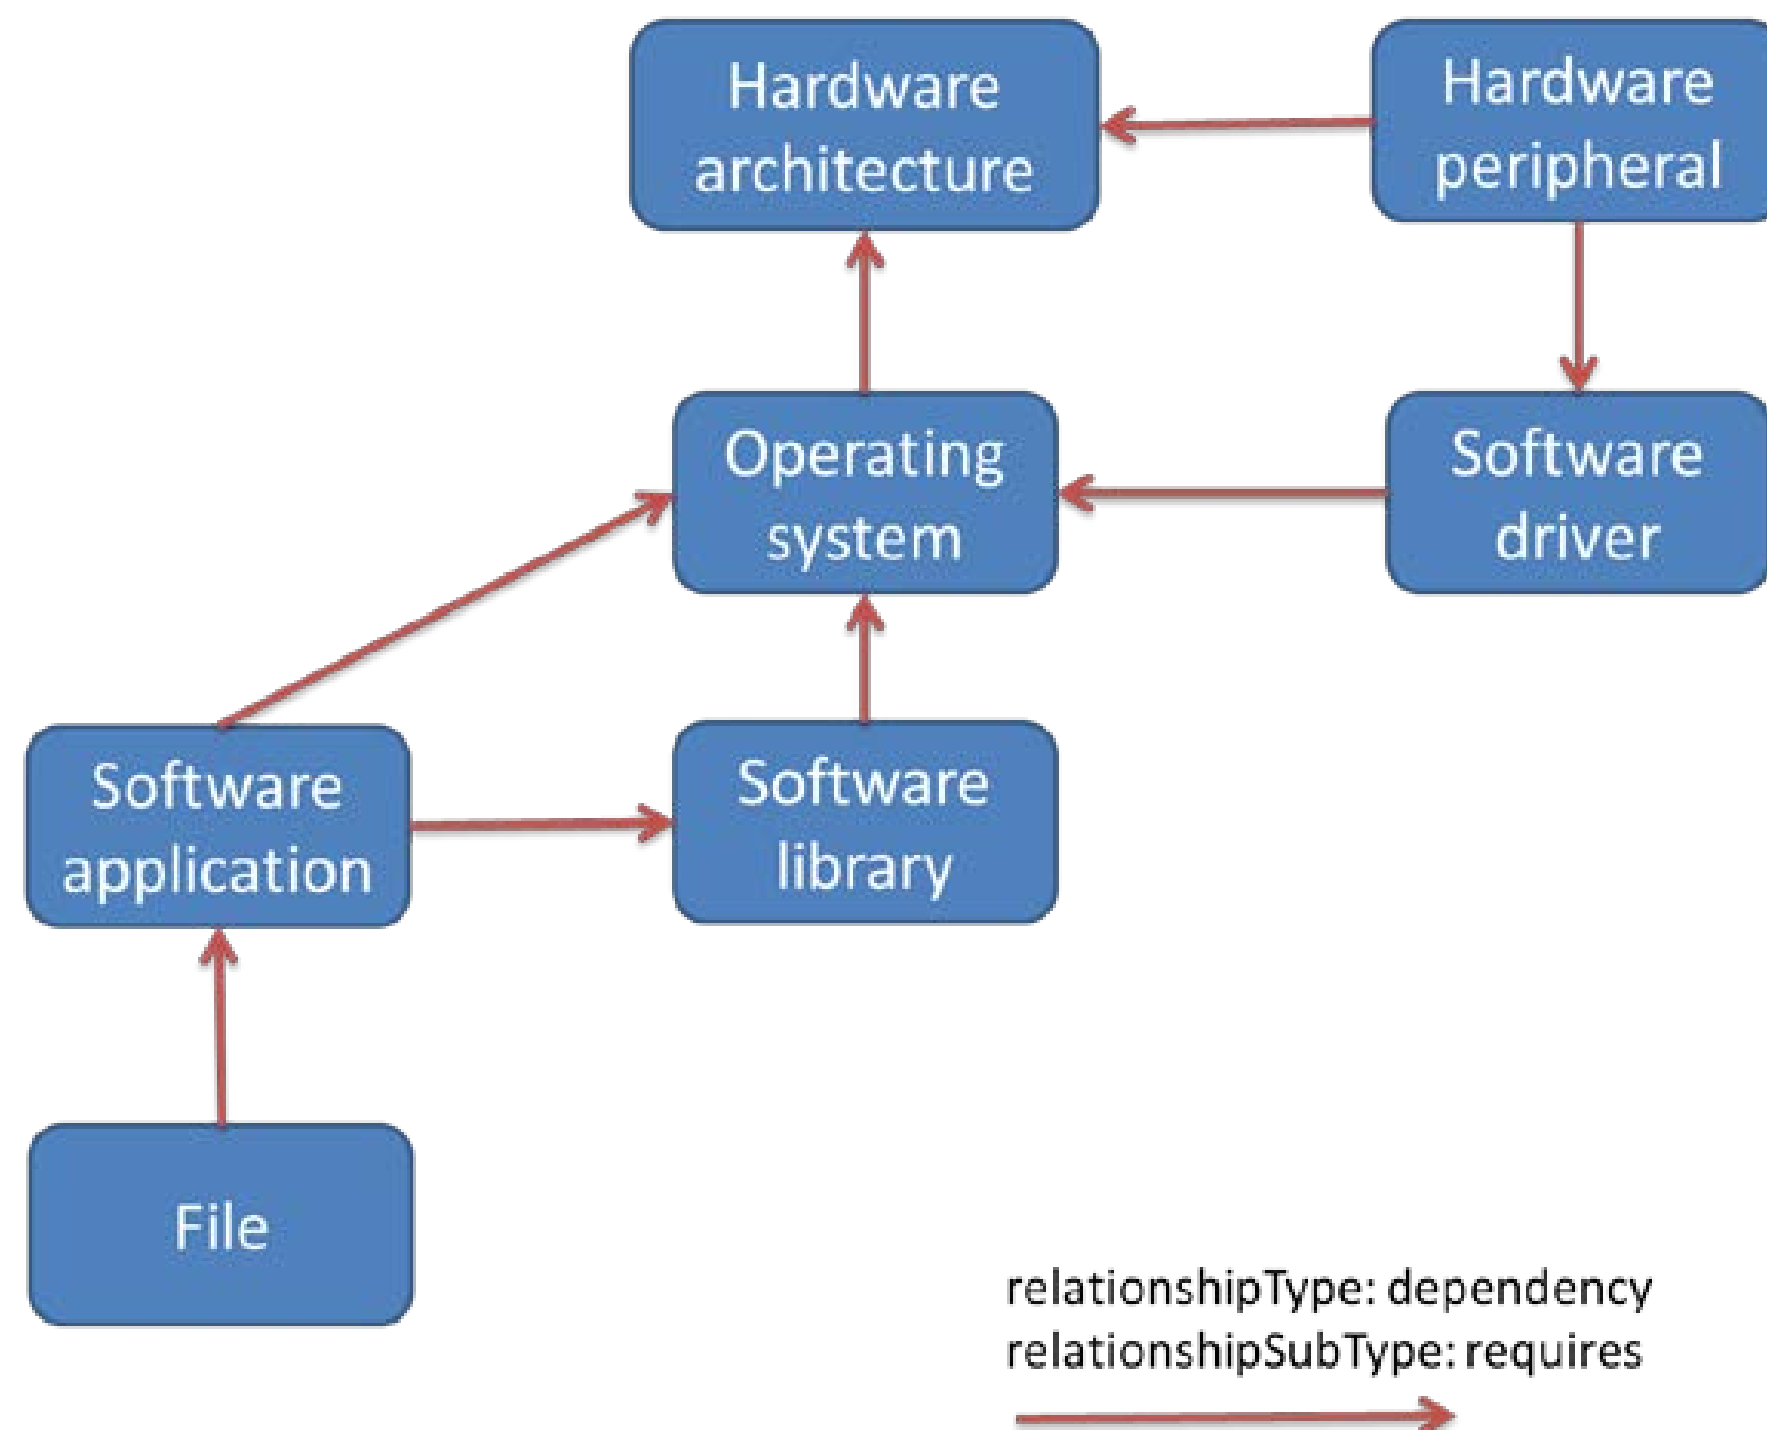 Hardware
architecture
Hardware
peripheral
Operating
system
Software
driver
Software
application
Software
library
File
relationshipType: dependency
relationshipSubType: requires